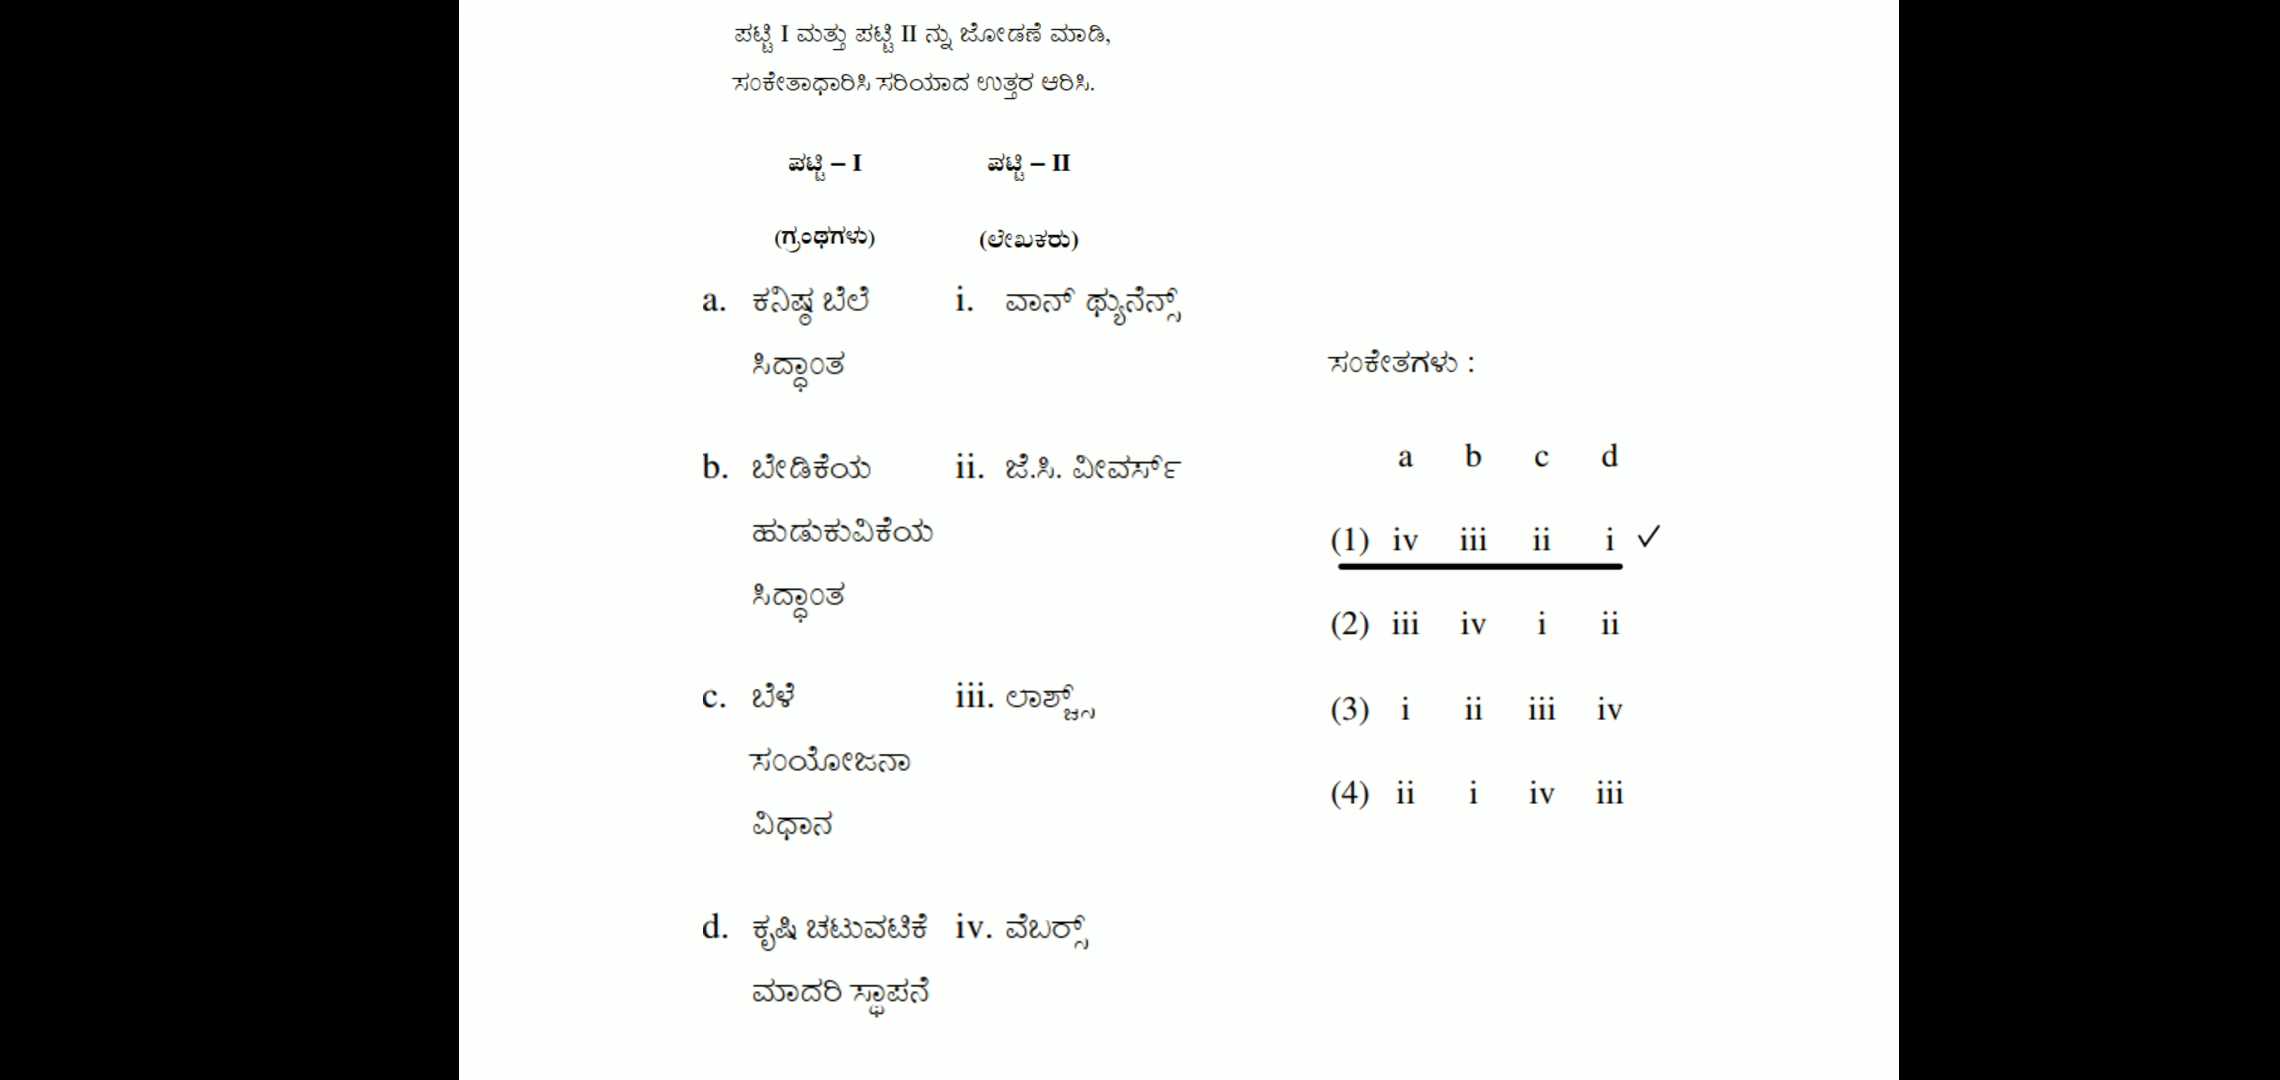 ಪಟ್ಟಿ I ಮತ್ತು ಪಟ್ಟಿ II ನ್ನು ಜೋಡಣೆ ಮಾಡಿ,
ಸಂಕೇತಾಧಾರಿಸಿ ಸರಿಯಾದ ಉತ್ತರ ಆರಿಸಿ.
ಪಟ್ಟಿ – I ಪಟ್ಟಿ – II
(ಗ್ರಂಥಗಳು) (ಲೇಖಕರು)
a. ಕನಿಷ್ಠ ಬೆಲೆ i. ವಾನ್ ಥ್ಯುನೆನ್ಸ್
ಸಿದ್ಧಾಂತ
b. ಬೇಡಿಕೆಯ ii. ಜೆ.ಸಿ. ವೀವರ್ಸ್
ಹುಡುಕುವಿಕೆಯ
ಸಿದ್ಧಾಂತ
c. ಬೆಳೆ iii. ಲಾಶ್ಚ್ಸ್
ಸಂಯೋಜನಾ
ವಿಧಾನ
d. ಕೃಷಿ ಚಟುವಟಿಕೆ iv. ವೆಬರ‍್ಸ್
ಮಾದರಿ ಸ್ಥಾಪನೆ
ಸಂಕೇತಗಳು :
a b c d
(1) iv iii ii i ✓
(2) iii iv i ii
(3) i ii iii iv
(4) ii i iv iii